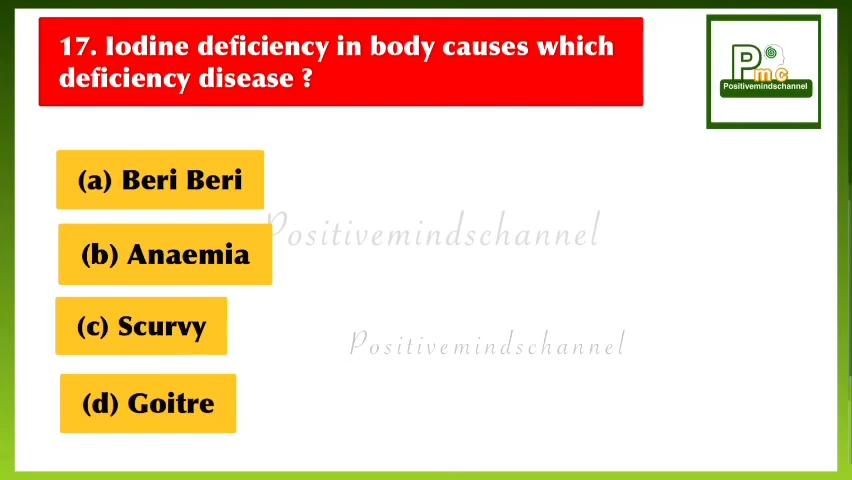 17. Iodine deficiency in body causes which
deficiency disease ?
Pmc
Positivemindschannel
(a) Beri Beri
Positivemindschannel
(b) Anaemia
(c) Scurvy
Positivemindschannel
(d) Goitre